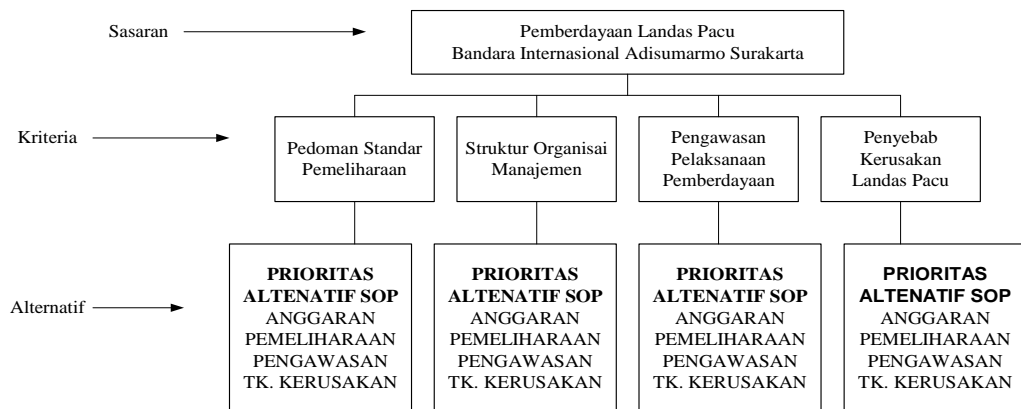 Sasaran
Pemberdayaan Landas Pacu
Bandara Internasional Adisumarmo Surakarta
Kriteria
Pedoman Standar
Pemeliharaan
Struktur Organisai
Manajemen
Pengawasan
Pelaksanaan
Pemberdayaan
Penyebab
Kerusakan
Landas Pacu
Alternatif
PRIORITAS
ALTENATIF SOP
ANGGARAN
PEMELIHARAAN
PENGAWASAN
TK. KERUSAKAN
PRIORITAS
ALTENATIF SOP
ANGGARAN
PEMELIHARAAN
PENGAWASAN
TK. KERUSAKAN
PRIORITAS
ALTENATIF SOP
ANGGARAN
PEMELIHARAAN
PENGAWASAN
TK. KERUSAKAN
PRIORITAS
ALTENATIF SOP
ANGGARAN
PEMELIHARAAN
PENGAWASAN
TK. KERUSAKAN